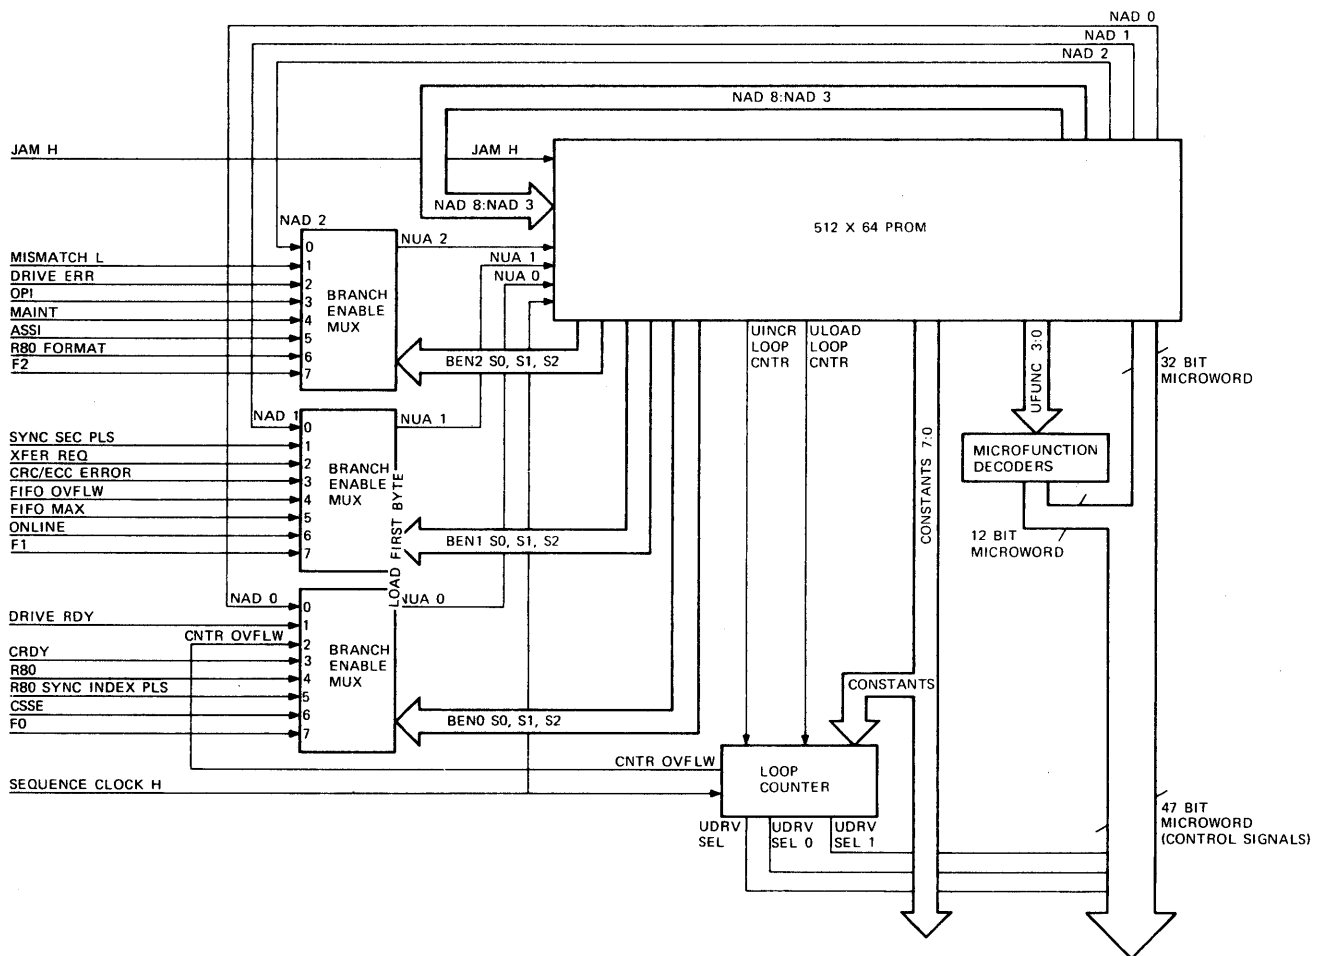 NAD 0
NAD 1
NAD 2
NAD 8:NAD 3
JAM H
JAM H
NAD 8:NAD 3
512 X 64 PROM
NAD 2
NUA 2
NUA 1
NUA 0
MISMATCH L
DRIVE ERR
OPI
MAINT
ASSI
R80 FORMAT
F2
0
1
2
3
4
5
6
7
BRANCH
ENABLE
MUX
BEN2 S0, S1, S2
UINCR
LOOP
CNTR
ULOAD
LOOP
CNTR
CONSTANTS 7:0
UFUNC 3:0
32 BIT
MICROWORD
MICROFUNCTION
DECODERS
12 BIT
MICROWORD
NAD 1
NUA 1
SYNC SEC PLS
XFER REQ
CRC/ECC ERROR
FIFO OVFLW
FIFO MAX
ONLINE
F1
0
1
2
3
4
5
6
7
BRANCH
ENABLE
MUX
LOAD FIRST BYTE
BEN1 S0, S1, S2
NAD 0
NUA 0
DRIVE RDY
CNTR OVFLW
CRDY
R80
R80 SYNC INDEX PLS
CSSE
F0
0
1
2
3
4
5
6
7
BRANCH
ENABLE
MUX
BEN0 S0, S1, S2
CONSTANTS
CNTR OVFLW
LOOP
COUNTER
SEQUENCE CLOCK H
UDRV
SEL
UDRV
SEL 0
UDRV
SEL 1
47 BIT
MICROWORD
(CONTROL SIGNALS)